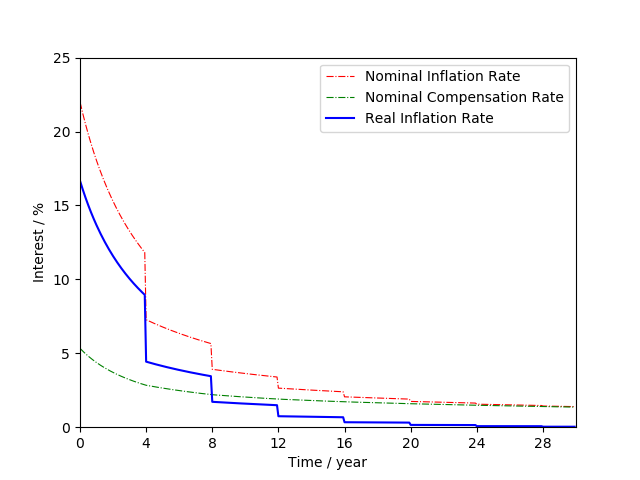 25
20
15
10
5
0
Interest / %
Nominal Inflation Rate
Nominal Compensation Rate
Real Inflation Rate
0 4 8 12 16 20 24 28
Time / year